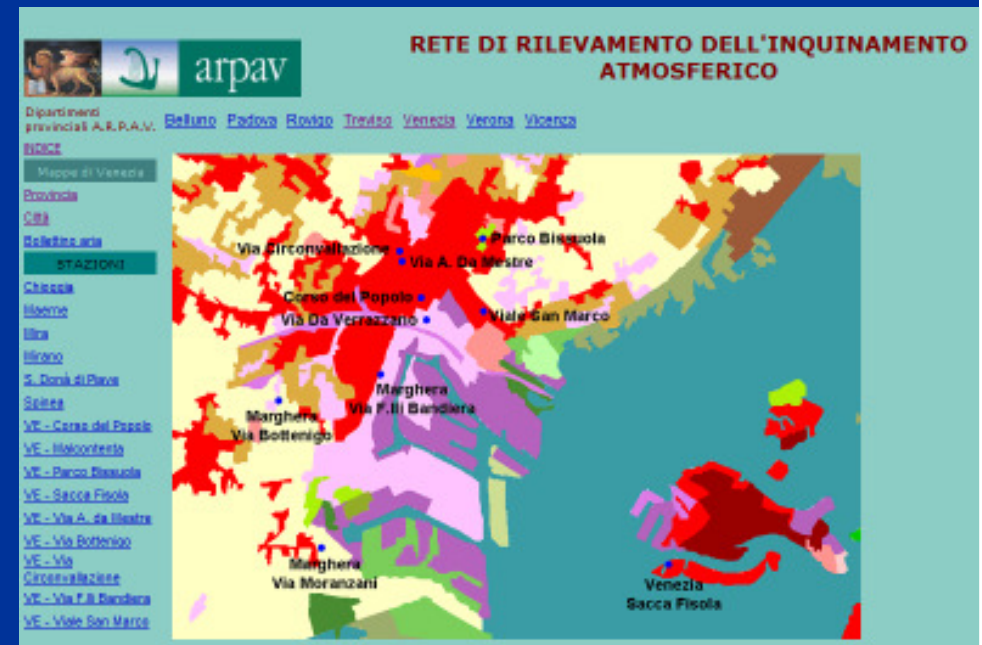 arpav
RETE DI RILEVAMENTO DELL'INQUINAMENTO
ATMOSFERICO
Dipartimenti
provinciali A.R.P.A.V.
Belluno Padova Rovigo Treviso Venezia Verona Vicenza
INDICE
Mappe di Venezia
Provincia
Città
Bollettino aria
STAZIONI
Chioggia
Maerne
Mira
Mirano
S. Donà di Piave
Spinea
VE - Corso del Popolo
VE - Malcontenta
VE - Parco Bissuola
VE - Sacca Fisola
VE - Via A. da Mestre
VE - Via Bottenigo
VE - Via
Circonvallazione
VE - Via F.lli Bandiera
VE - Viale San Marco
Parco Bissuola
Via Circonvallazione
Via A. Da Mestre
Corso del Popolo
Via Da Verrazzano
Viale San Marco
Marghera
Via F.lli Bandiera
Marghera
Via Bottenigo
Marghera
Via Moranzani
Venezia
Sacca Fisola